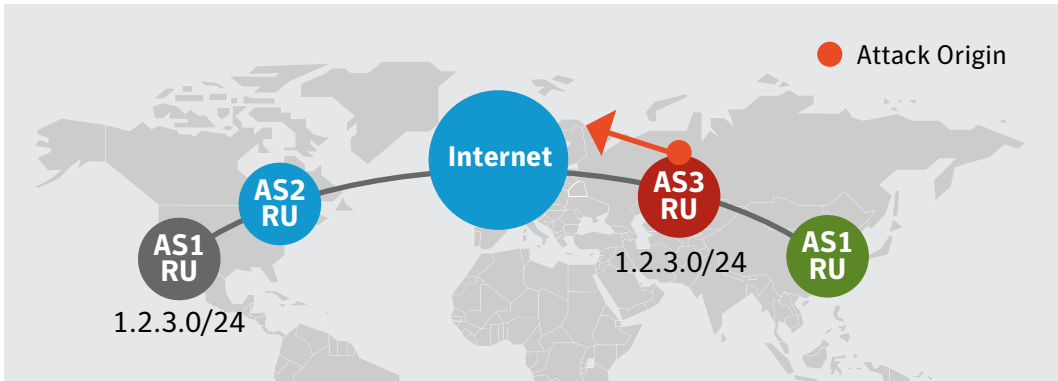 Attack Origin
Internet
AS2
RU
AS3
RU
AS1
RU
AS1
RU
1.2.3.0/24
1.2.3.0/24